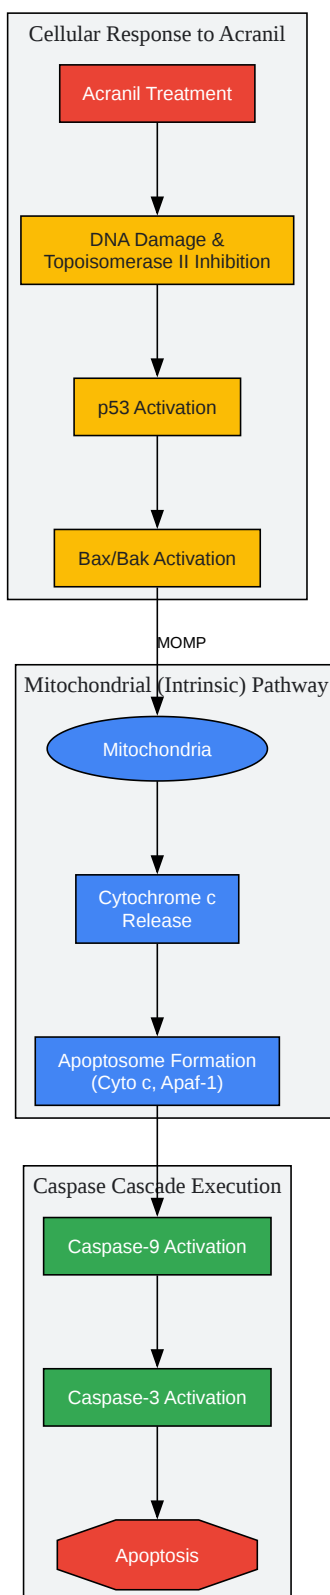 Cellular Response to Acranil
Acranil Treatment
DNA Damage &
Topoisomerase II Inhibition
p53 Activation
Bax/Bak Activation
MOMP
Mitochondrial (Intrinsic) Pathway
Mitochondria
Cytochrome c
Release
Apoptosome Formation
(Cyto c, Apaf-1)
Caspase Cascade Execution
Caspase-9 Activation
Caspase-3 Activation
Apoptosis